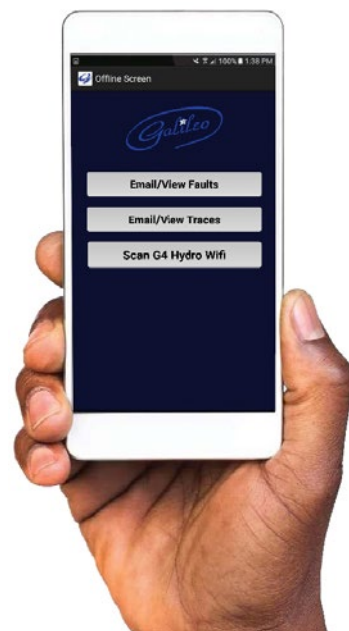 100% 1:38 PM
Offline Screen
Galileo
Email/View Faults
Email/View Traces
Scan G4 Hydro Wifi